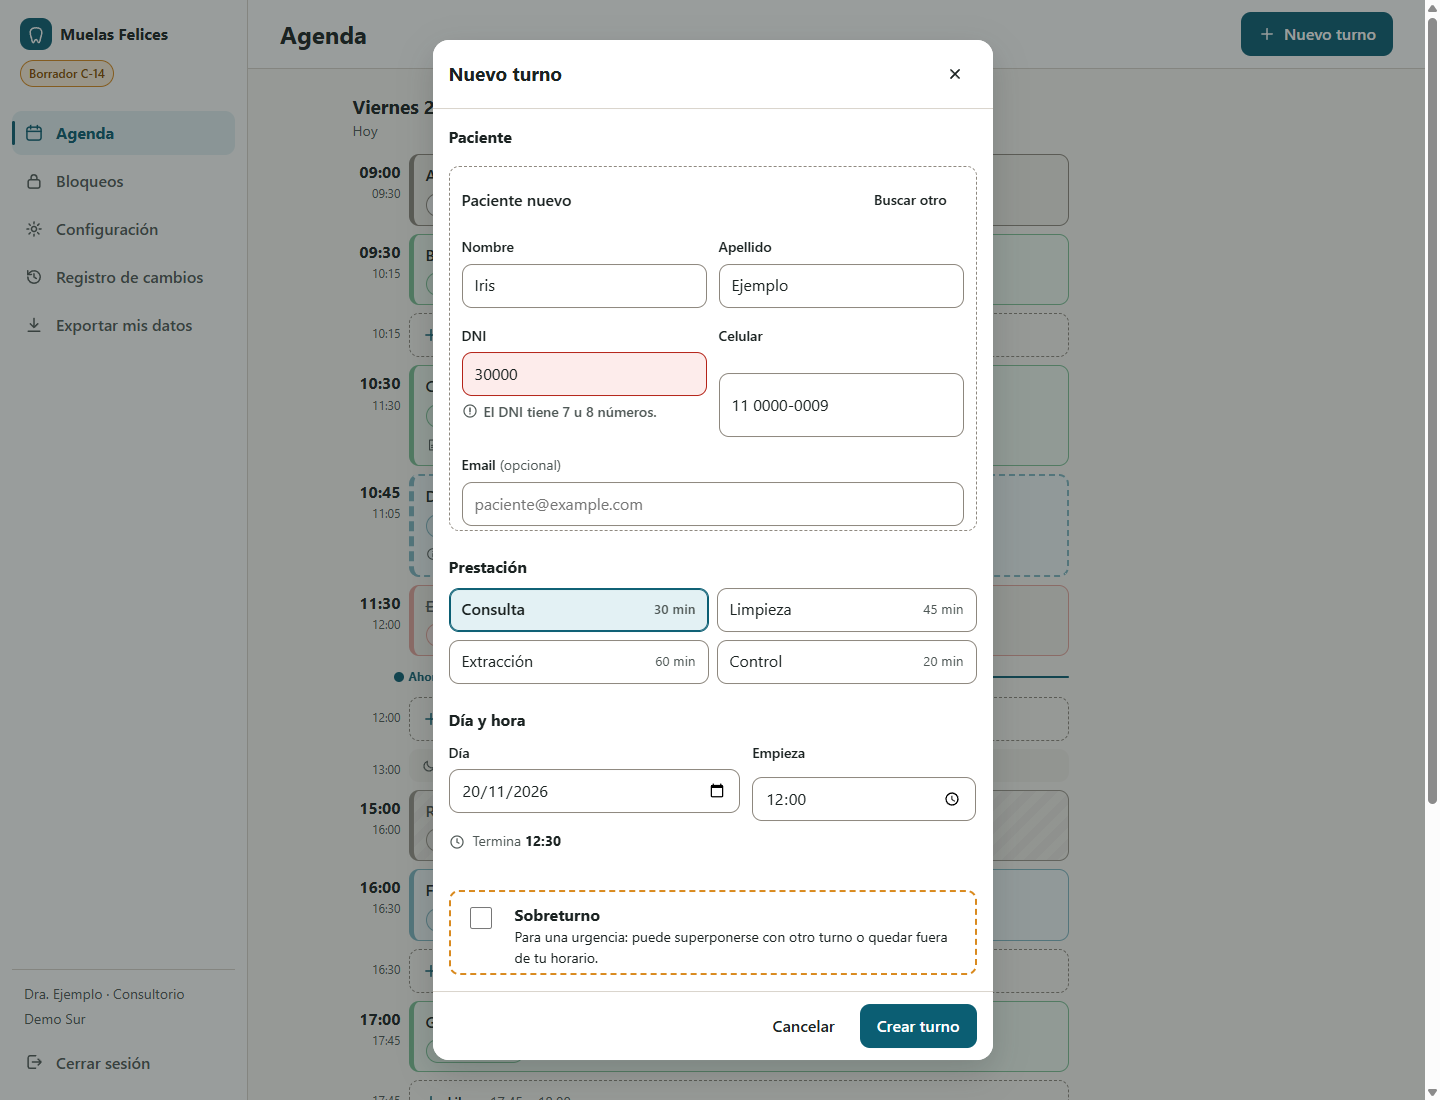 Muelas Felices
Borrador C-14
Agenda
Bloqueos
Configuración
Registro de cambios
Exportar mis datos
Dra. Ejemplo · Consultorio
Demo Sur
Cerrar sesión
Agenda
+ Nuevo turno
Viernes 2
Hoy
09:00
09:30
09:30
10:15
10:15
10:30
11:30
10:45
11:05
11:30
12:00
12:00
13:00
15:00
16:00
16:00
16:30
16:30
17:00
17:45
Nuevo turno
Paciente
Paciente nuevo
Buscar otro
Nombre
Apellido
Iris
Ejemplo
DNI
Celular
30000
11 0000-0009
El DNI tiene 7 u 8 números.
Email (opcional)
paciente@example.com
Prestación
Consulta 30 min
Limpieza 45 min
Extracción 60 min
Control 20 min
Día y hora
Día
Empieza
20/11/2026
12:00
Termina 12:30
Sobreturno
Para una urgencia: puede superponerse con otro turno o quedar fuera
de tu horario.
Cancelar
Crear turno